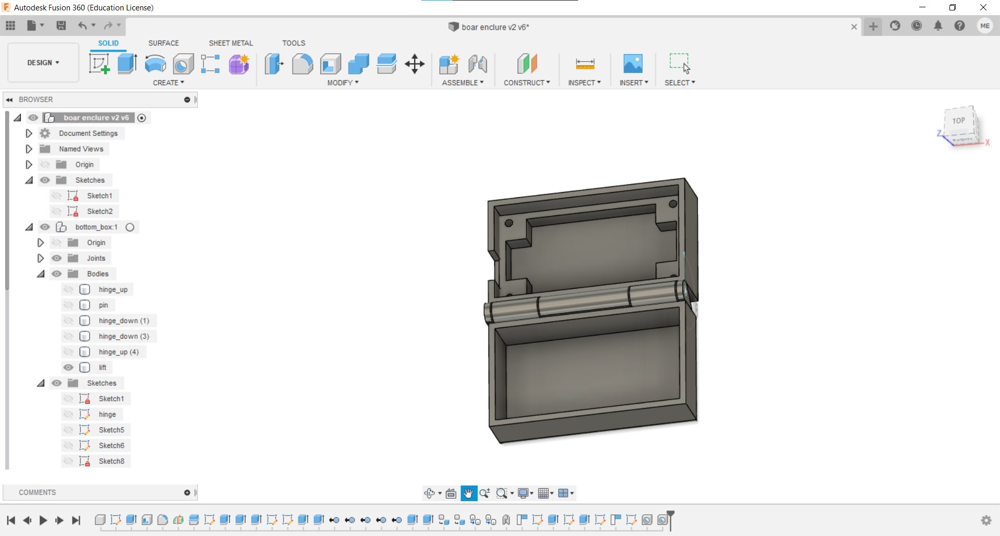 Autodesk Fusion 360 (Education License)
boar enclure v2 v6*
ME
DESIGN
SOLID
SURFACE
SHEET METAL
TOOLS
CREATE
MODIFY
ASSEMBLE
CONSTRUCT
INSPECT
INSERT
SELECT
BROWSER
boar enclure v2 v6
Document Settings
Named Views
Origin
Sketches
Sketch1
Sketch2
bottom_box:1
Origin
Joints
Bodies
hinge_up
pin
hinge_down (1)
hinge_down (3)
hinge_up (4)
lift
Sketches
Sketch1
hinge
Sketch5
Sketch6
Sketch8
TOP
Z
X
COMMENTS